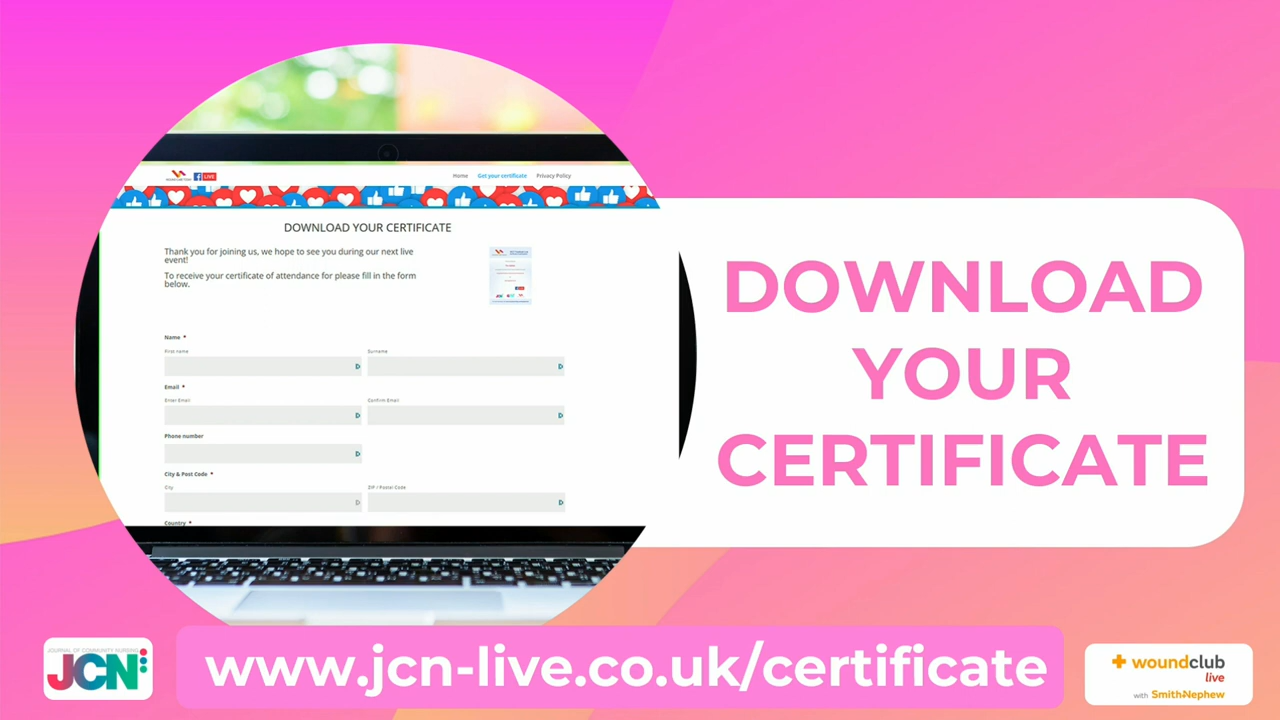 LIVE
Home Get your certificate Privacy Policy
DOWNLOAD YOUR CERTIFICATE
Thank you for joining us, we hope to see you during our next live
event!
To receive your certificate of attendance for please fill in the form
below.
Name *
First name Surname
Email *
Enter Email Confirm Email
Phone number
City & Post Code *
City ZIP / Postal Code
Country *
DOWNLOAD
YOUR
CERTIFICATE
JOURNAL OF COMMUNITY NURSING
JCN
www.jcn-live.co.uk/certificate
woundclub
live
with Smith+Nephew